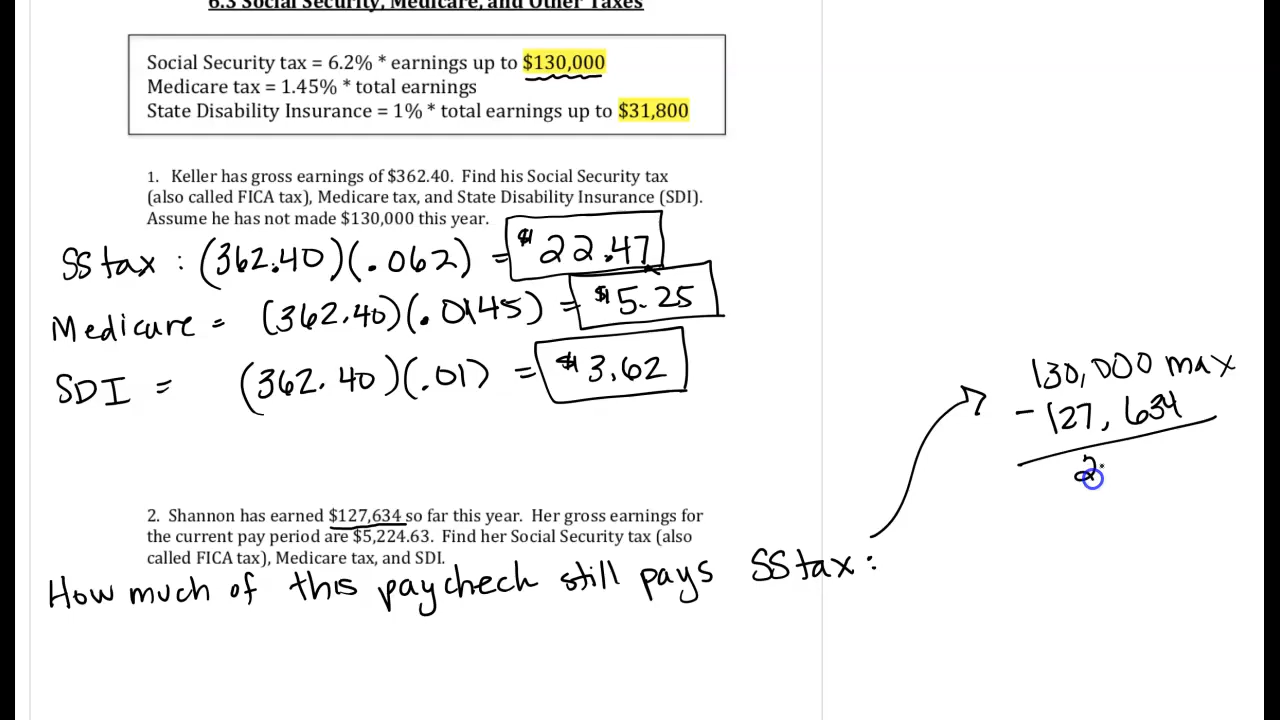 6.3 Social Security, Medicare, and Other Taxes
Social Security tax = 6.2% * earnings up to $130,000
Medicare tax = 1.45% * total earnings
State Disability Insurance = 1% * total earnings up to $31,800
1. Keller has gross earnings of $362.40. Find his Social Security tax
(also called FICA tax), Medicare tax, and State Disability Insurance (SDI).
Assume he has not made $130,000 this year.
SS tax : (362.40)(.062) = $22.47
Medicare = (362.40)(.0145) = $5.25
SDI = (362.40)(.01) = $3.62
130,000 max
- 127,634
2
2. Shannon has earned $127,634 so far this year. Her gross earnings for
the current pay period are $5,224.63. Find her Social Security tax (also
called FICA tax), Medicare tax, and SDI.
How much of this paycheck still pays SS tax :